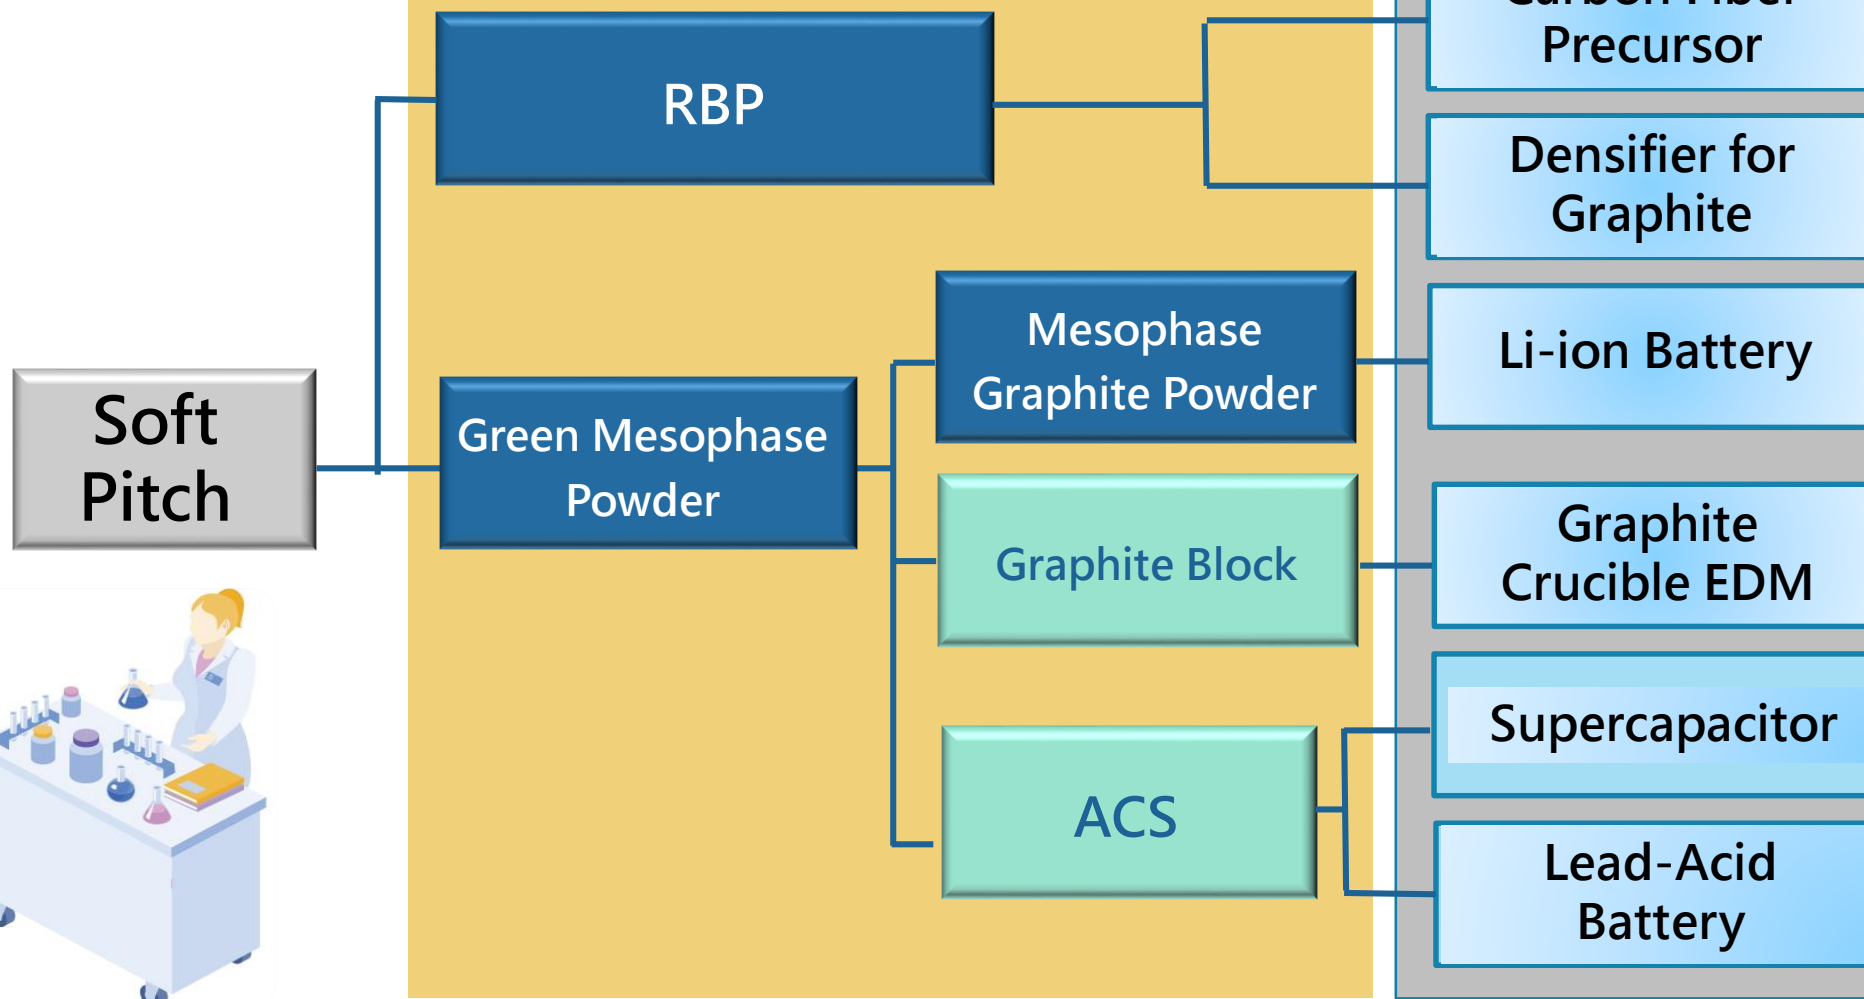 RBP
Precursor
Densifier for
Graphite
Mesophase
Graphite Powder
Li-ion Battery
Soft
Pitch
Green Mesophase
Powder
Graphite Block
Graphite
Crucible EDM
Supercapacitor
ACS
Lead-Acid
Battery